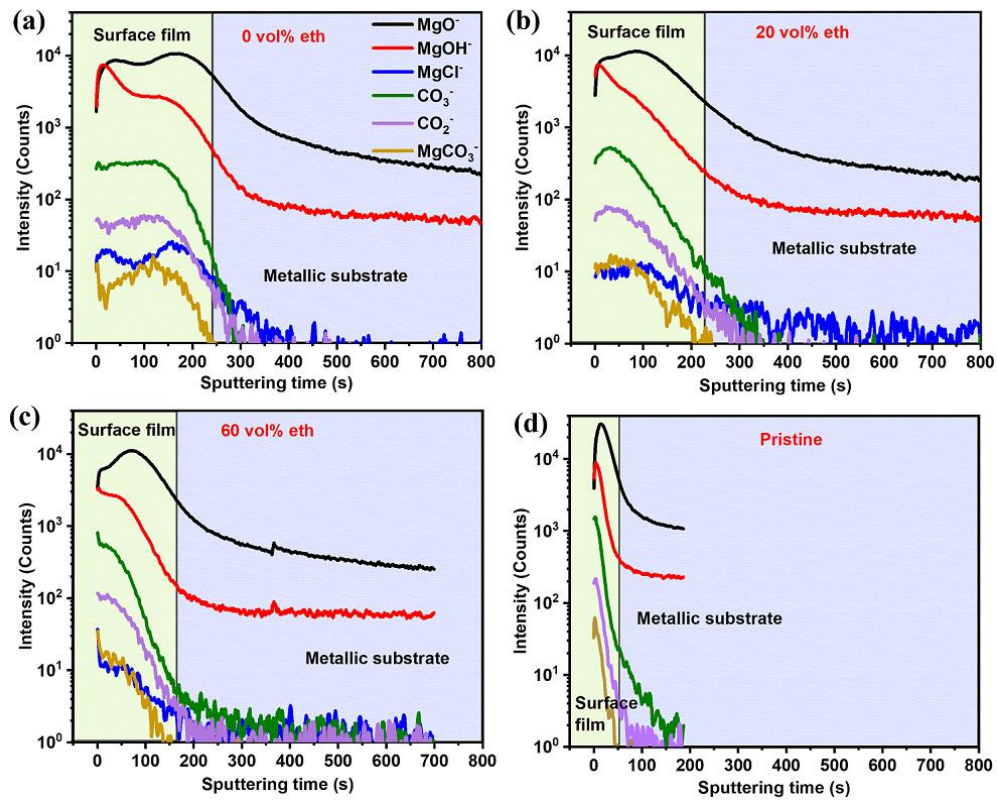 (a)
Surface film
0 vol% eth
MgO⁻
MgOH⁻
MgCl⁻
CO₃⁻
CO₂⁻
MgCO₃⁻
Metallic substrate
Intensity (Counts)
10⁴
10³
10²
10¹
10⁰
0 100 200 300 400 500 600 700 800
Sputtering time (s)
(b)
Surface film
20 vol% eth
Metallic substrate
Intensity (Counts)
10⁴
10³
10²
10¹
10⁰
0 100 200 300 400 500 600 700 800
Sputtering time (s)
(c)
Surface film
60 vol% eth
Metallic substrate
Intensity (Counts)
10⁴
10³
10²
10¹
10⁰
0 100 200 300 400 500 600 700 800
Sputtering time (s)
(d)
Pristine
Metallic substrate
Surface
film
Intensity (Counts)
10⁴
10³
10²
10¹
10⁰
0 100 200 300 400 500 600 700 800
Sputtering time (s)